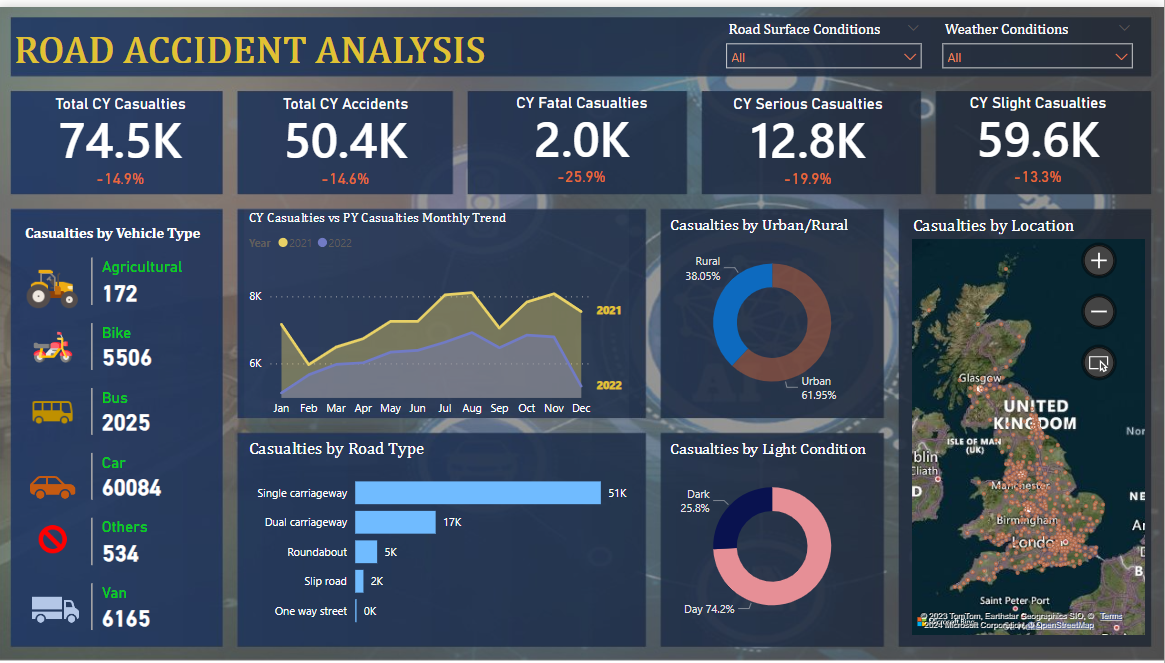 ROAD ACCIDENT ANALYSIS
Road Surface Conditions
All
Weather Conditions
All
Total CY Casualties
74.5K
-14.9%
Total CY Accidents
50.4K
-14.6%
CY Fatal Casualties
2.0K
-25.9%
CY Serious Casualties
12.8K
-19.9%
CY Slight Casualties
59.6K
-13.3%
Casualties by Vehicle Type
Agricultural
172
Bike
5506
Bus
2025
Car
60084
Others
534
Van
6165
CY Casualties vs PY Casualties Monthly Trend
Year 2021 2022
8K
6K
2021
2022
Jan Feb Mar Apr May Jun Jul Aug Sep Oct Nov Dec
Casualties by Road Type
Single carriageway 51K
Dual carriageway 17K
Roundabout 5K
Slip road 2K
One way street 0K
Casualties by Urban/Rural
Rural
38.05%
Urban
61.95%
Casualties by Light Condition
Dark
25.8%
Day 74.2%
Casualties by Location
Glasgow
UNITED
KINGDOM
ISLE OF MAN
(UK)
Nor
blin
Cliath
D
Manchester
NE
Birmingham
London
B
Saint Peter Port
© 2023 TomTom, Earthstar Geographics SIO, ©
2024 Microsoft Corporation, © OpenStreetMap
Terms